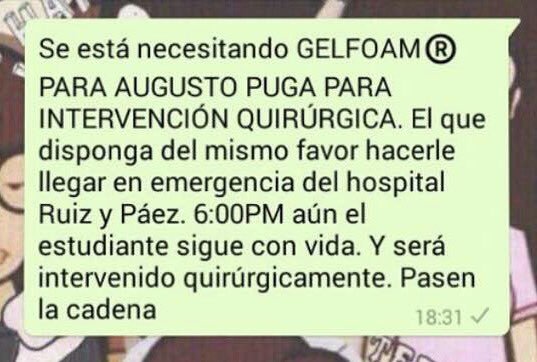 Se está necesitando GELFOAM®
PARA AUGUSTO PUGA PARA
INTERVENCIÓN QUIRÚRGICA. El que
disponga del mismo favor hacerle
llegar en emergencia del hospital
Ruiz y Páez. 6:00PM aún el
estudiante sigue con vida. Y será
intervenido quirúrgicamente. Pasen
la cadena
18:31 ✓